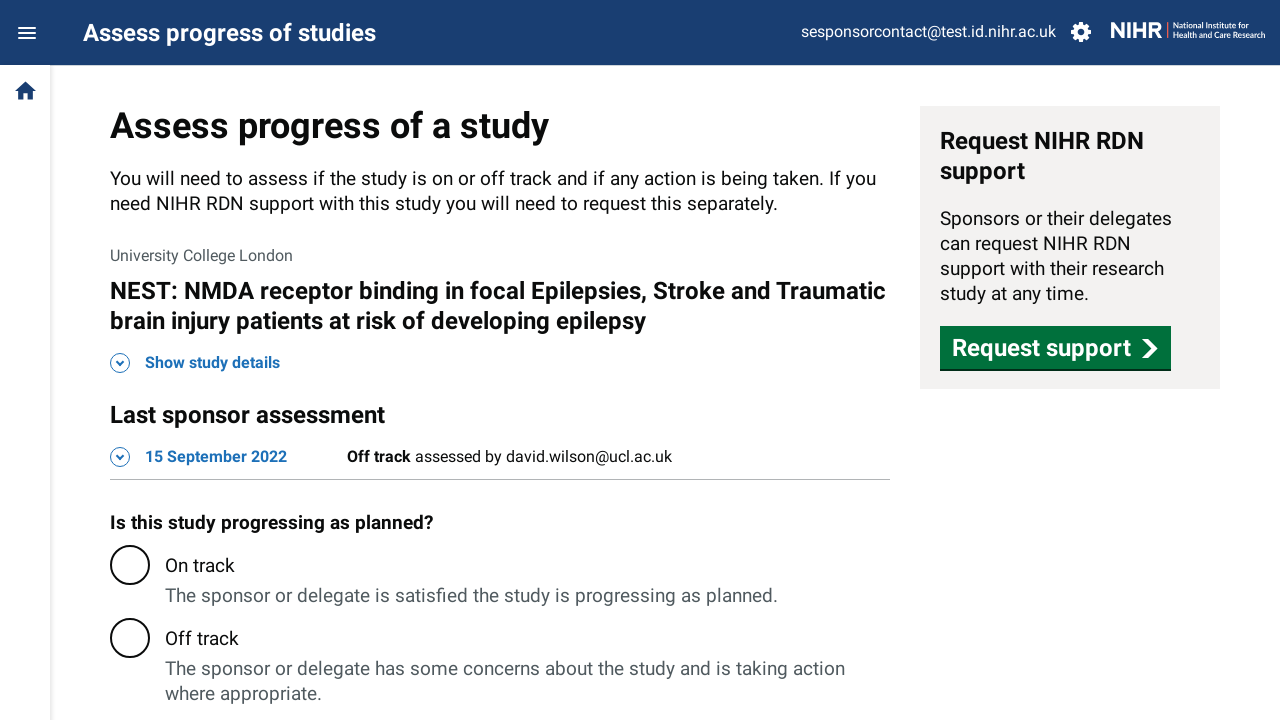 Assess progress of studies
sesponsorcontact@test.id.nihr.ac.uk
NIHR | National Institute for
Health and Care Research
Assess progress of a study
You will need to assess if the study is on or off track and if any action is being taken. If you
need NIHR RDN support with this study you will need to request this separately.
University College London
NEST: NMDA receptor binding in focal Epilepsies, Stroke and Traumatic
brain injury patients at risk of developing epilepsy
Show study details
Last sponsor assessment
15 September 2022 Off track assessed by david.wilson@ucl.ac.uk
Is this study progressing as planned?
On track
The sponsor or delegate is satisfied the study is progressing as planned.
Off track
The sponsor or delegate has some concerns about the study and is taking action
where appropriate.
Request NIHR RDN
support
Sponsors or their delegates
can request NIHR RDN
support with their research
study at any time.
Request support